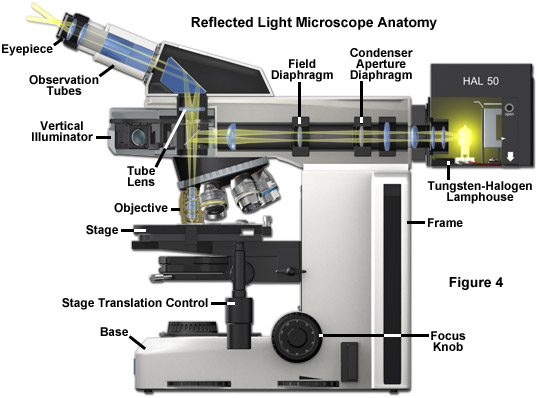 Reflected Light Microscope Anatomy
Eyepiece
Observation
Tubes
Field
Diaphragm
Condenser
Aperture
Diaphragm
HAL 50
open
Vertical
Illuminator
Tube
Lens
Tungsten-Halogen
Lamphouse
Objective
Stage
Frame
Figure 4
Stage Translation Control
Base
Focus
Knob